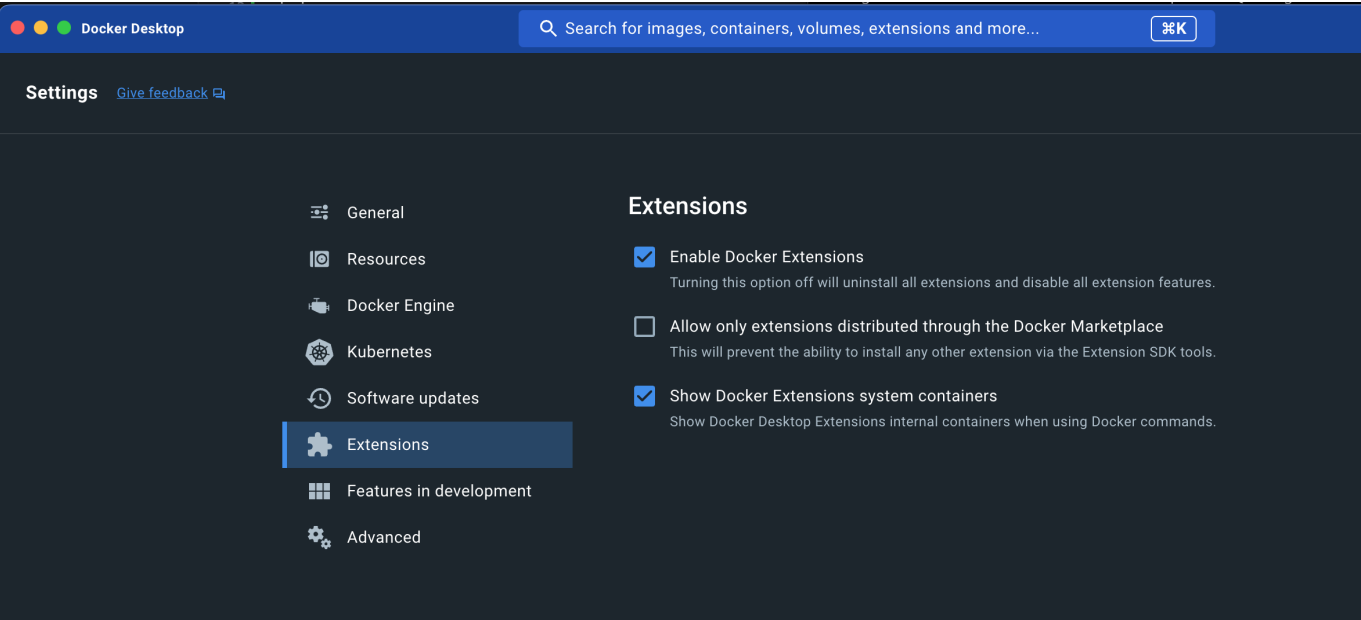 Docker Desktop
Search for images, containers, volumes, extensions and more...
⌘K
Settings
Give feedback
General
Resources
Docker Engine
Kubernetes
Software updates
Extensions
Features in development
Advanced
Extensions
Enable Docker Extensions
Turning this option off will uninstall all extensions and disable all extension features.
Allow only extensions distributed through the Docker Marketplace
This will prevent the ability to install any other extension via the Extension SDK tools.
Show Docker Extensions system containers
Show Docker Desktop Extensions internal containers when using Docker commands.